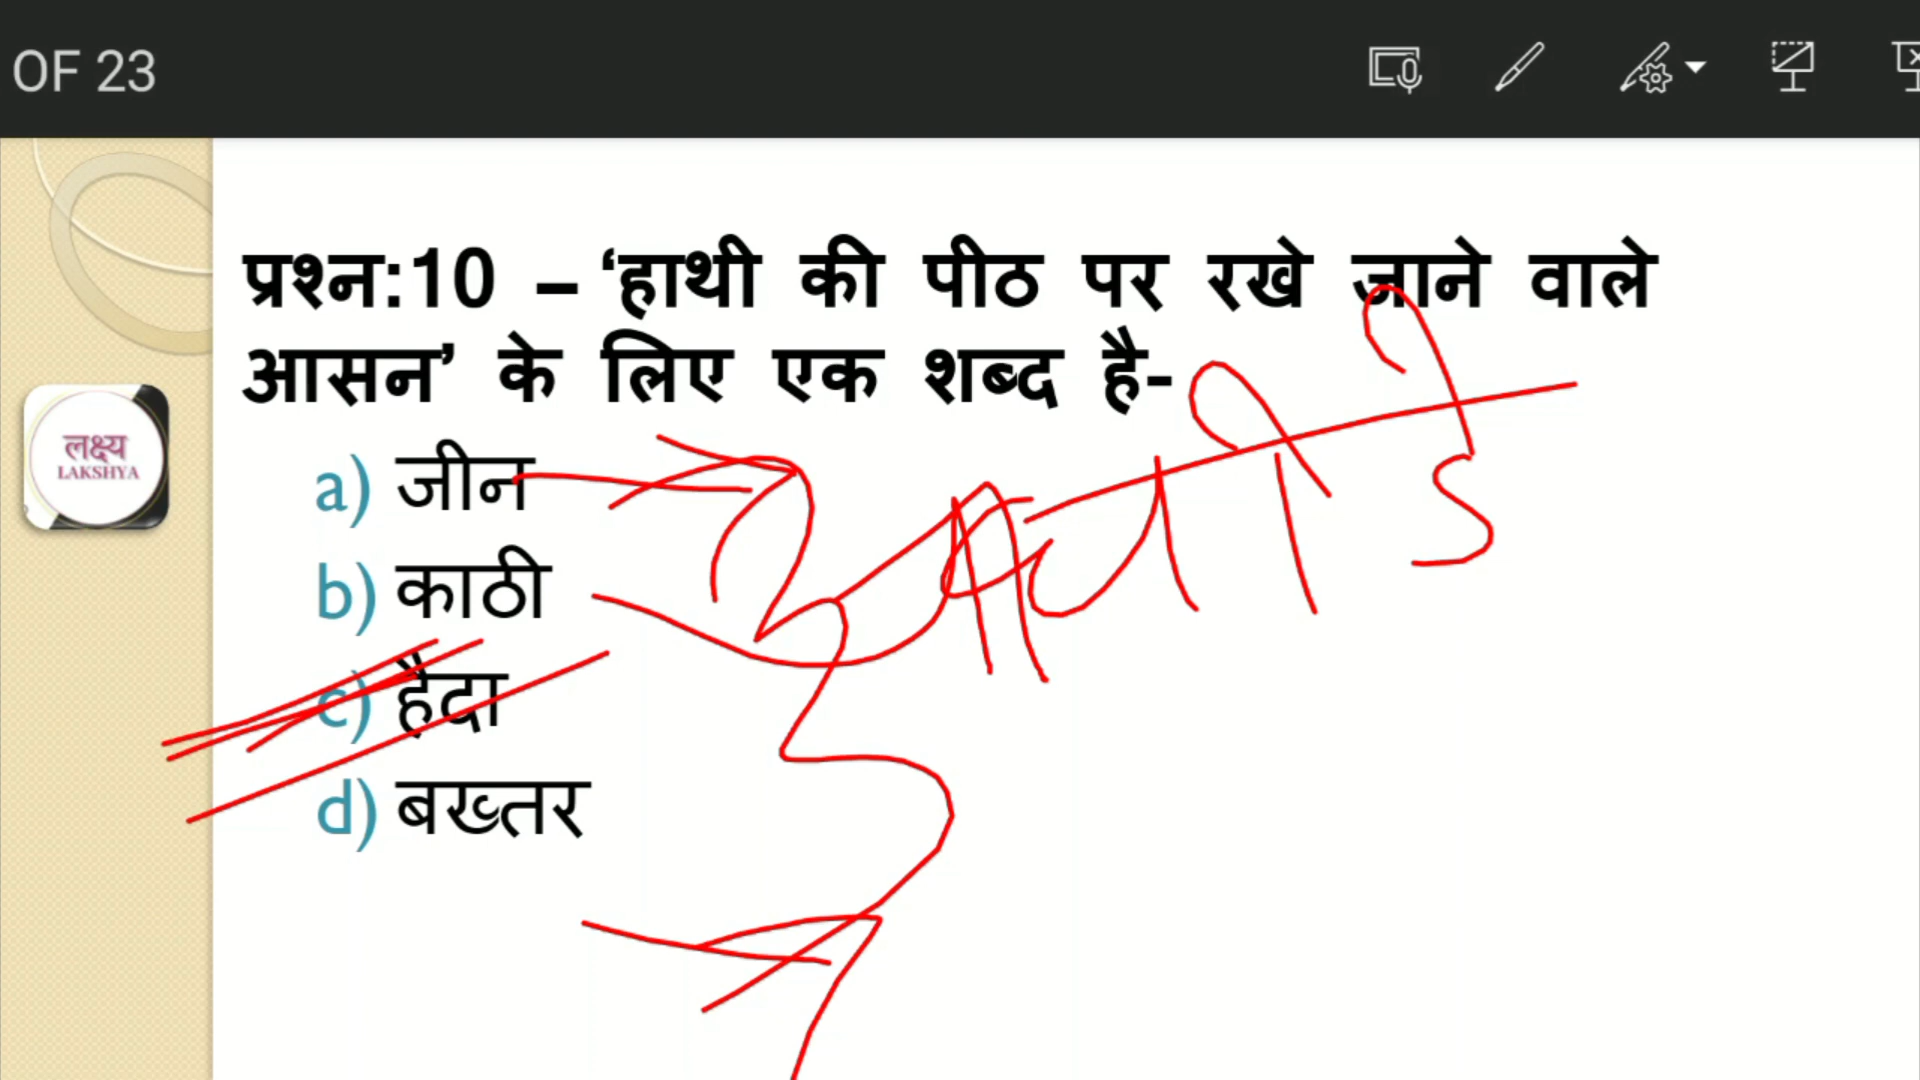 OF 23
प्रश्न:10 – ‘हाथी की पीठ पर रखे जाने वाले
आसन’ के लिए एक शब्द है-
लक्ष्य
LAKSHYA
a) जीन
b) काठी
c) हैदा
d) बख्तर